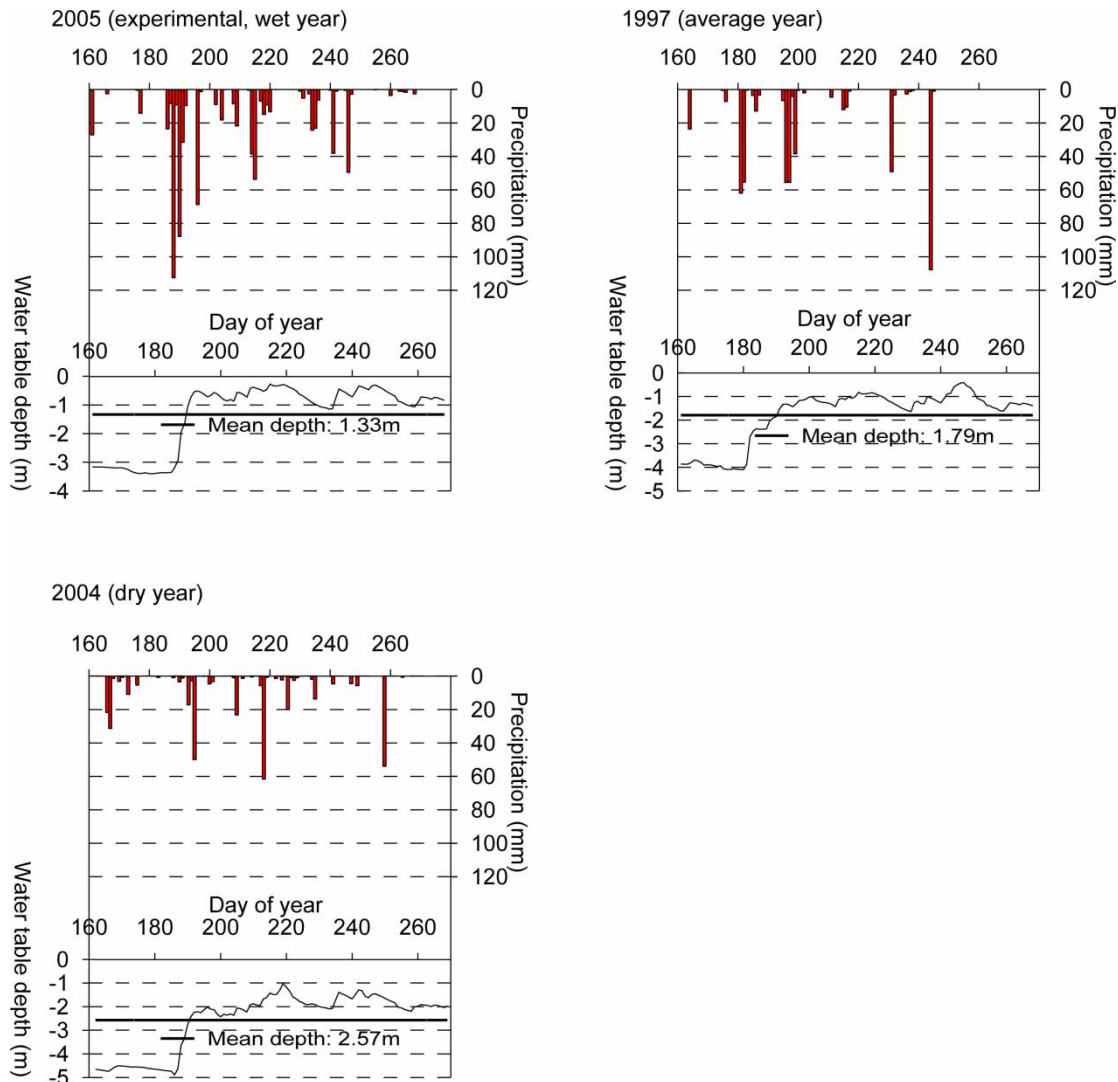 2005 (experimental, wet year)
160 180 200 220 240 260
0
20
40
60
80
100
120
Precipitation (mm)
Day of year
160 180 200 220 240 260
0
-1
-2
-3
-4
Water table depth (m)
Mean depth: 1.33m
1997 (average year)
160 180 200 220 240 260
0
20
40
60
80
100
120
Precipitation (mm)
Day of year
160 180 200 220 240 260
0
-1
-2
-3
-4
-5
Water table depth (m)
Mean depth: 1.79m
2004 (dry year)
160 180 200 220 240 260
0
20
40
60
80
100
120
Precipitation (mm)
Day of year
160 180 200 220 240 260
0
-1
-2
-3
-4
-5
Water table depth (m)
Mean depth: 2.57m